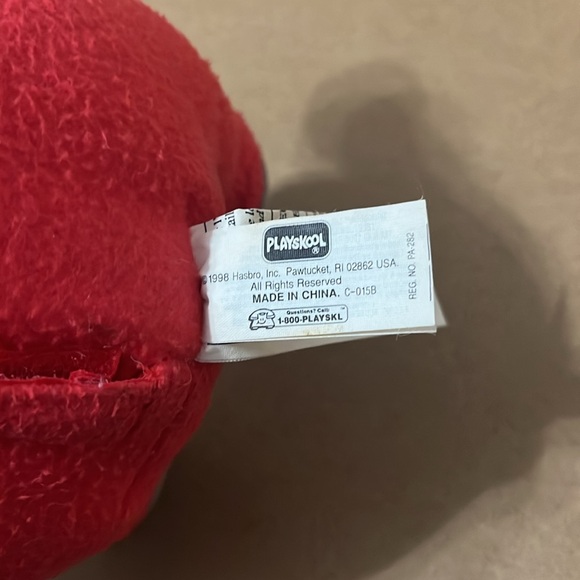 PLAYSKOOL®
©1998 Hasbro, Inc. Pawtucket, RI 02862 USA.
All Rights Reserved
MADE IN CHINA. C-015B
Questions? Call:
1-800-PLAYSKL
REG. NO. PA-282